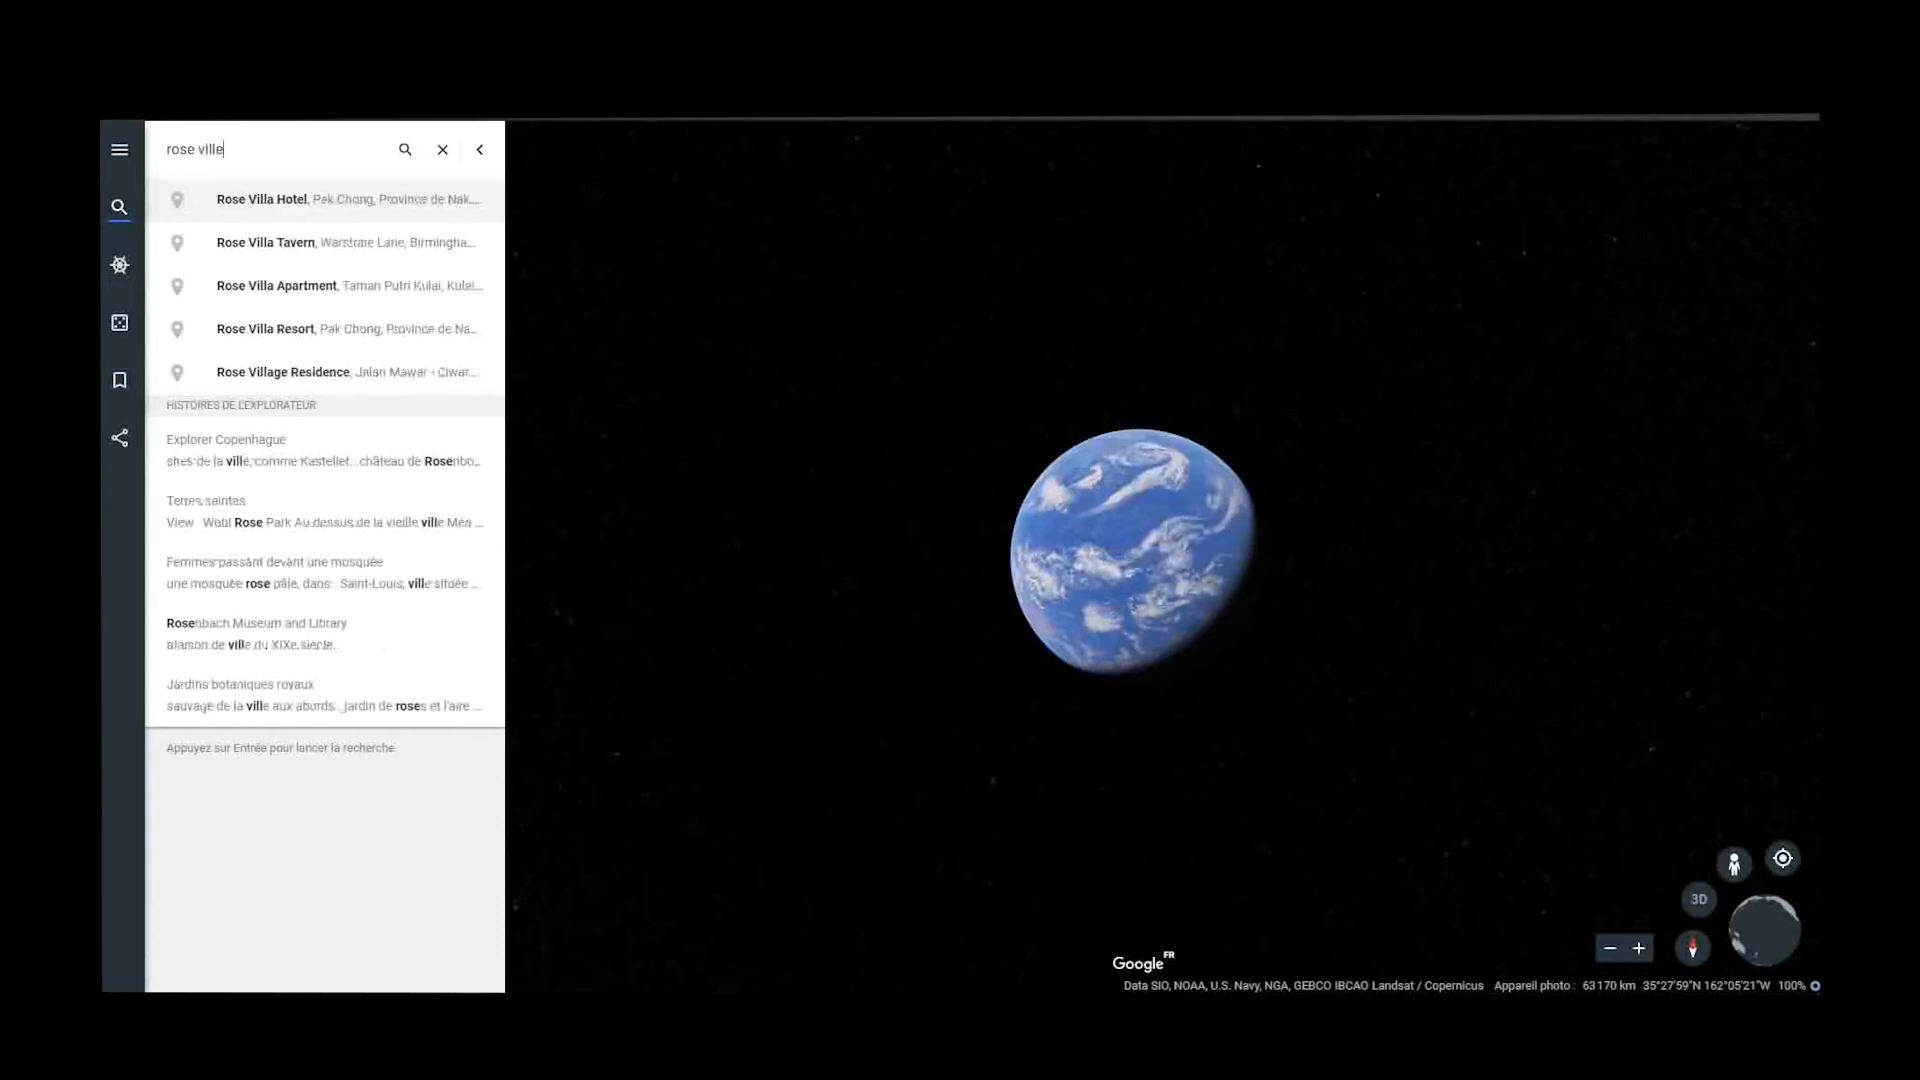 rose ville
Rose Villa Hotel, Pak Chong, Province de Nak...
Rose Villa Tavern, Warstone Lane, Birmingha...
Rose Villa Apartment, Taman Putri Kulai, Kulai...
Rose Villa Resort, Pak Chong, Province de Na...
Rose Village Residence, Jalan Mawar - Ciwar...
HISTOIRES DE L'EXPLORATEUR
Explorer Copenhague
de la ville, comme Kastellet...château de Rosenbo...
Terres saintes
View Wohl Rose Park Au dessus de la vieille ville Mea ...
Femmes passant devant une mosquée
une mosquée rose pâle, dans... Saint-Louis, ville située ...
Rosenbach Museum and Library
de ville du XIXe siècle.
Jardins botaniques royaux
sauvage de la ville aux abords...jardin de roses et l'aire ...
Appuyez sur Entrée pour lancer la recherche
3D
Google FR
Data SIO, NOAA, U.S. Navy, NGA, GEBCO IBCAO Landsat / Copernicus Appareil photo : 63 170 km 35°27'59"N 162°05'21"W 100%